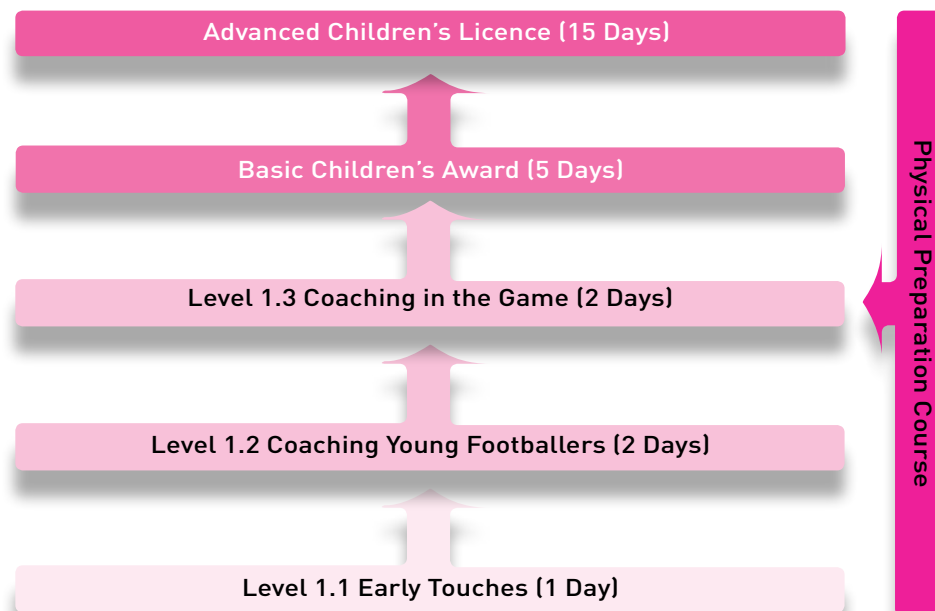 Advanced Children's Licence (15 Days)
Basic Children's Award (5 Days)
Level 1.3 Coaching in the Game (2 Days)
Level 1.2 Coaching Young Footballers (2 Days)
Level 1.1 Early Touches (1 Day)
Physical Preparation Course